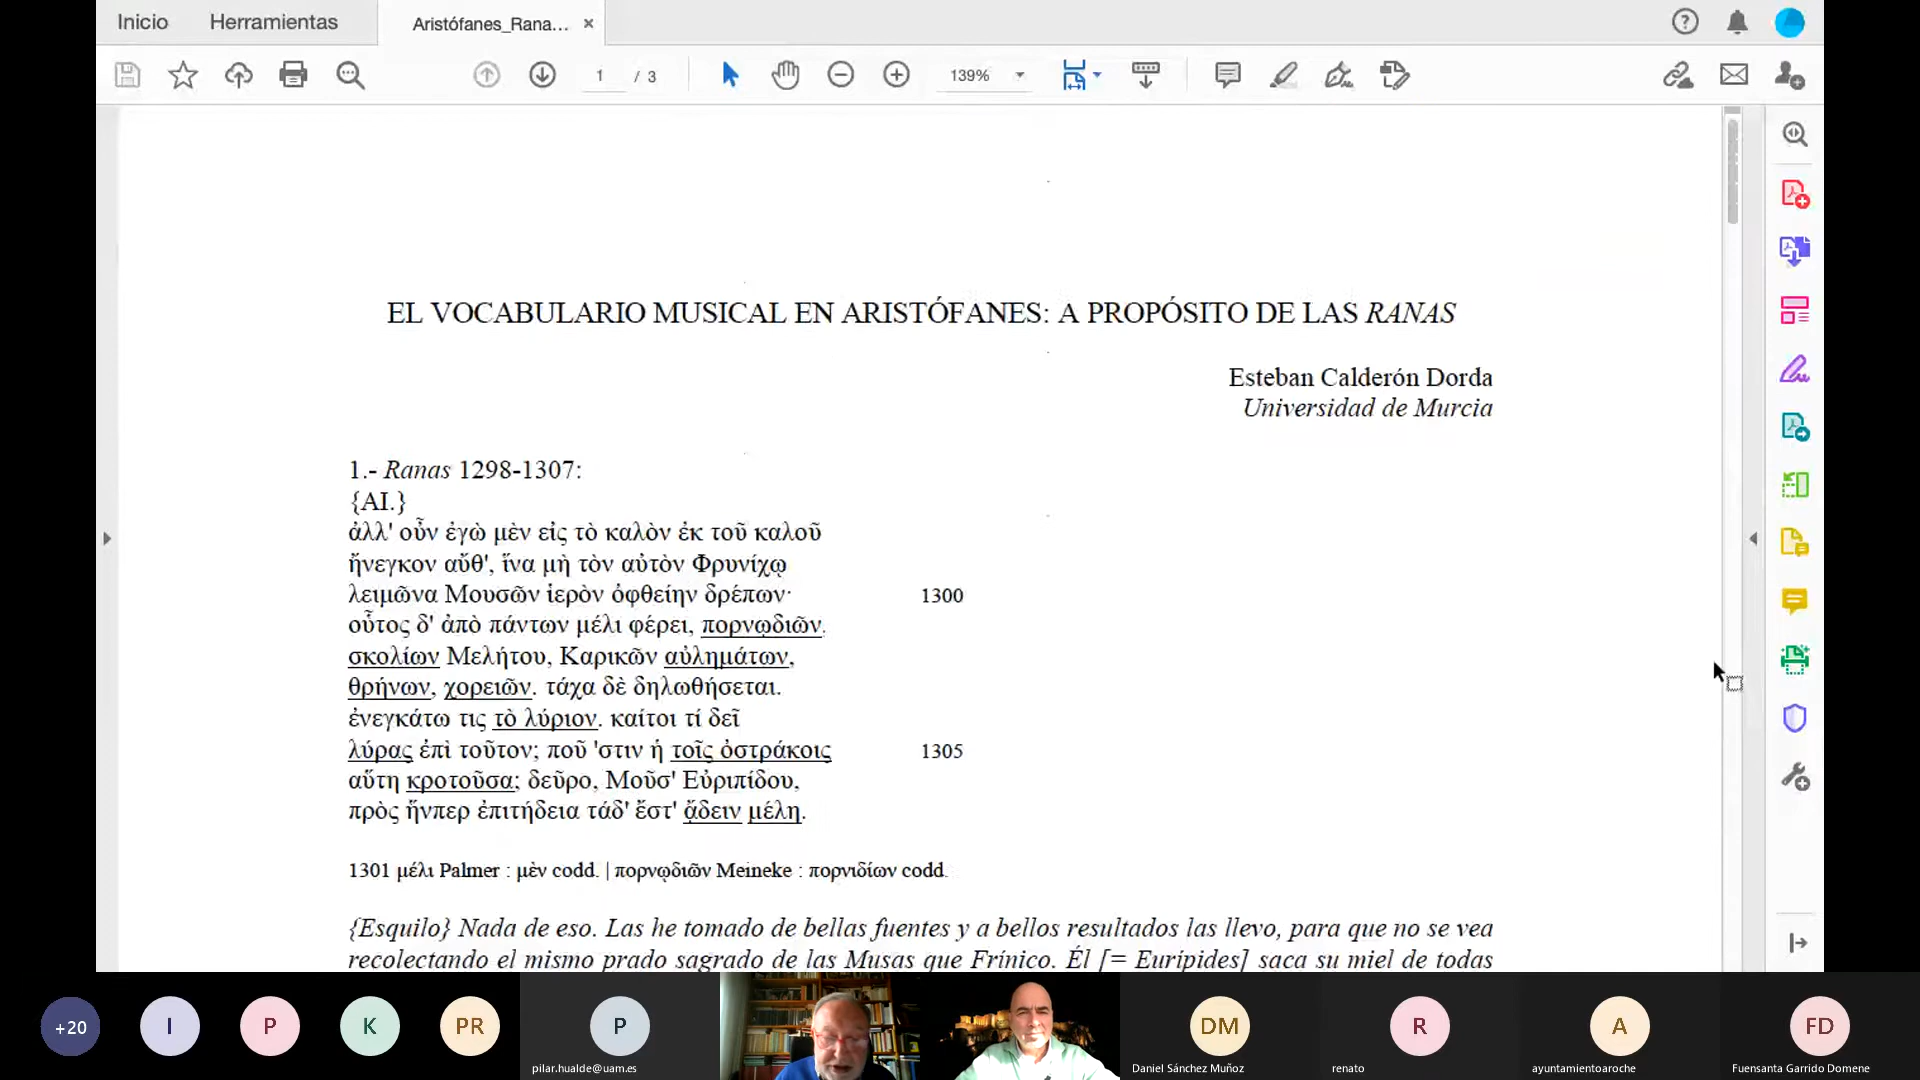 Inicio
Herramientas
Aristófanes_Rana... ×
1 / 3
139%
EL VOCABULARIO MUSICAL EN ARISTÓFANES: A PROPÓSITO DE LAS RANAS
Esteban Calderón Dorda
Universidad de Murcia
1.- Ranas 1298-1307:
{ΑΙ.}
ἀλλ' οὖν ἐγὼ μὲν εἰς τὸ καλὸν ἐκ τοῦ καλοῦ
ἤνεγκον αὔθ', ἵνα μὴ τὸν αὐτὸν Φρυνίχῳ
λειμῶνα Μουσῶν ἱερὸν ὀφθείην δρέπων· 1300
οὗτος δ' ἀπὸ πάντων μέλι φέρει, πορνῳδιῶν.
σκολίων Μελήτου, Καρικῶν αὐλημάτων,
θρήνων, χορειῶν. τάχα δὲ δηλωθήσεται.
ἐνεγκάτω τις τὸ λύριον. καίτοι τί δεῖ
λύρας ἐπὶ τοῦτον; ποῦ 'στιν ἡ τοῖς ὀστράκοις 1305
αὕτη κροτοῦσα; δεῦρο, Μοῦσ' Εὐριπίδου,
πρὸς ἥνπερ ἐπιτήδεια τάδ' ἔστ' ᾄδειν μέλη.
1301 μέλι Palmer : μὲν codd. | πορνῳδιῶν Meineke : πορνιδίων codd.
{Esquilo} Nada de eso. Las he tomado de bellas fuentes y a bellos resultados las llevo, para que no se vea
recolectando el mismo prado sagrado de las Musas que Frínico. Él [= Eurípides] saca su miel de todas
+20
I
P
K
PR
P
pilar.hualde@uam.es
DM
Daniel Sánchez Muñoz
R
renato
A
ayuntamientoaroche
FD
Fuensanta Garrido Domene